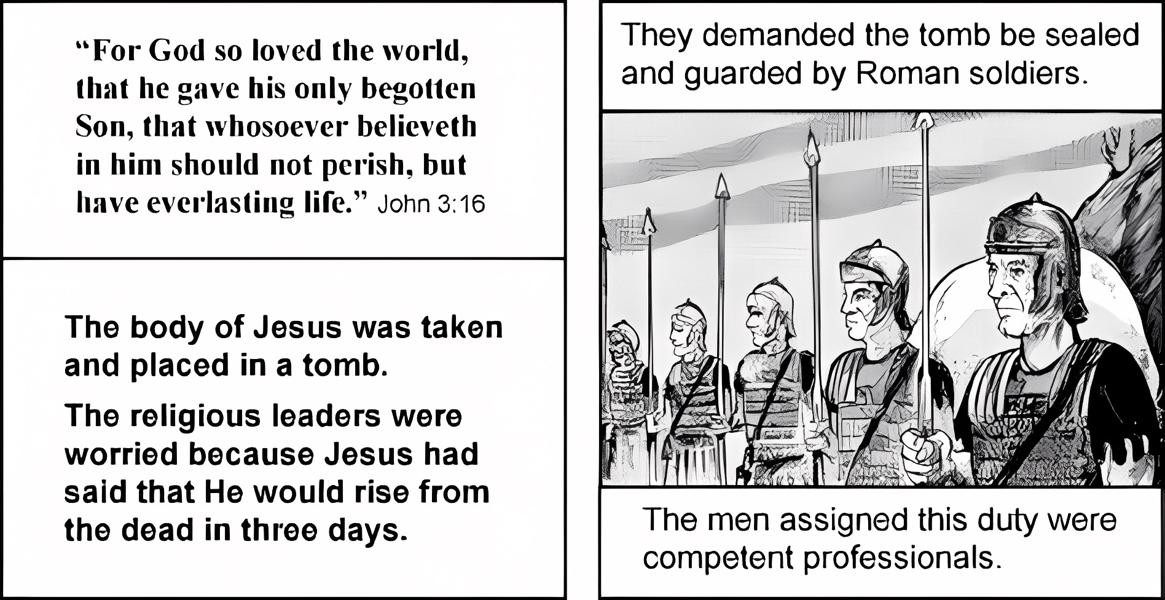 “For God so loved the world,
that he gave his only begotten
Son, that whosoever believeth
in him should not perish, but
have everlasting life.” John 3:16
The body of Jesus was taken
and placed in a tomb.
The religious leaders were
worried because Jesus had
said that He would rise from
the dead in three days.
They demanded the tomb be sealed
and guarded by Roman soldiers.
The men assigned this duty were
competent professionals.